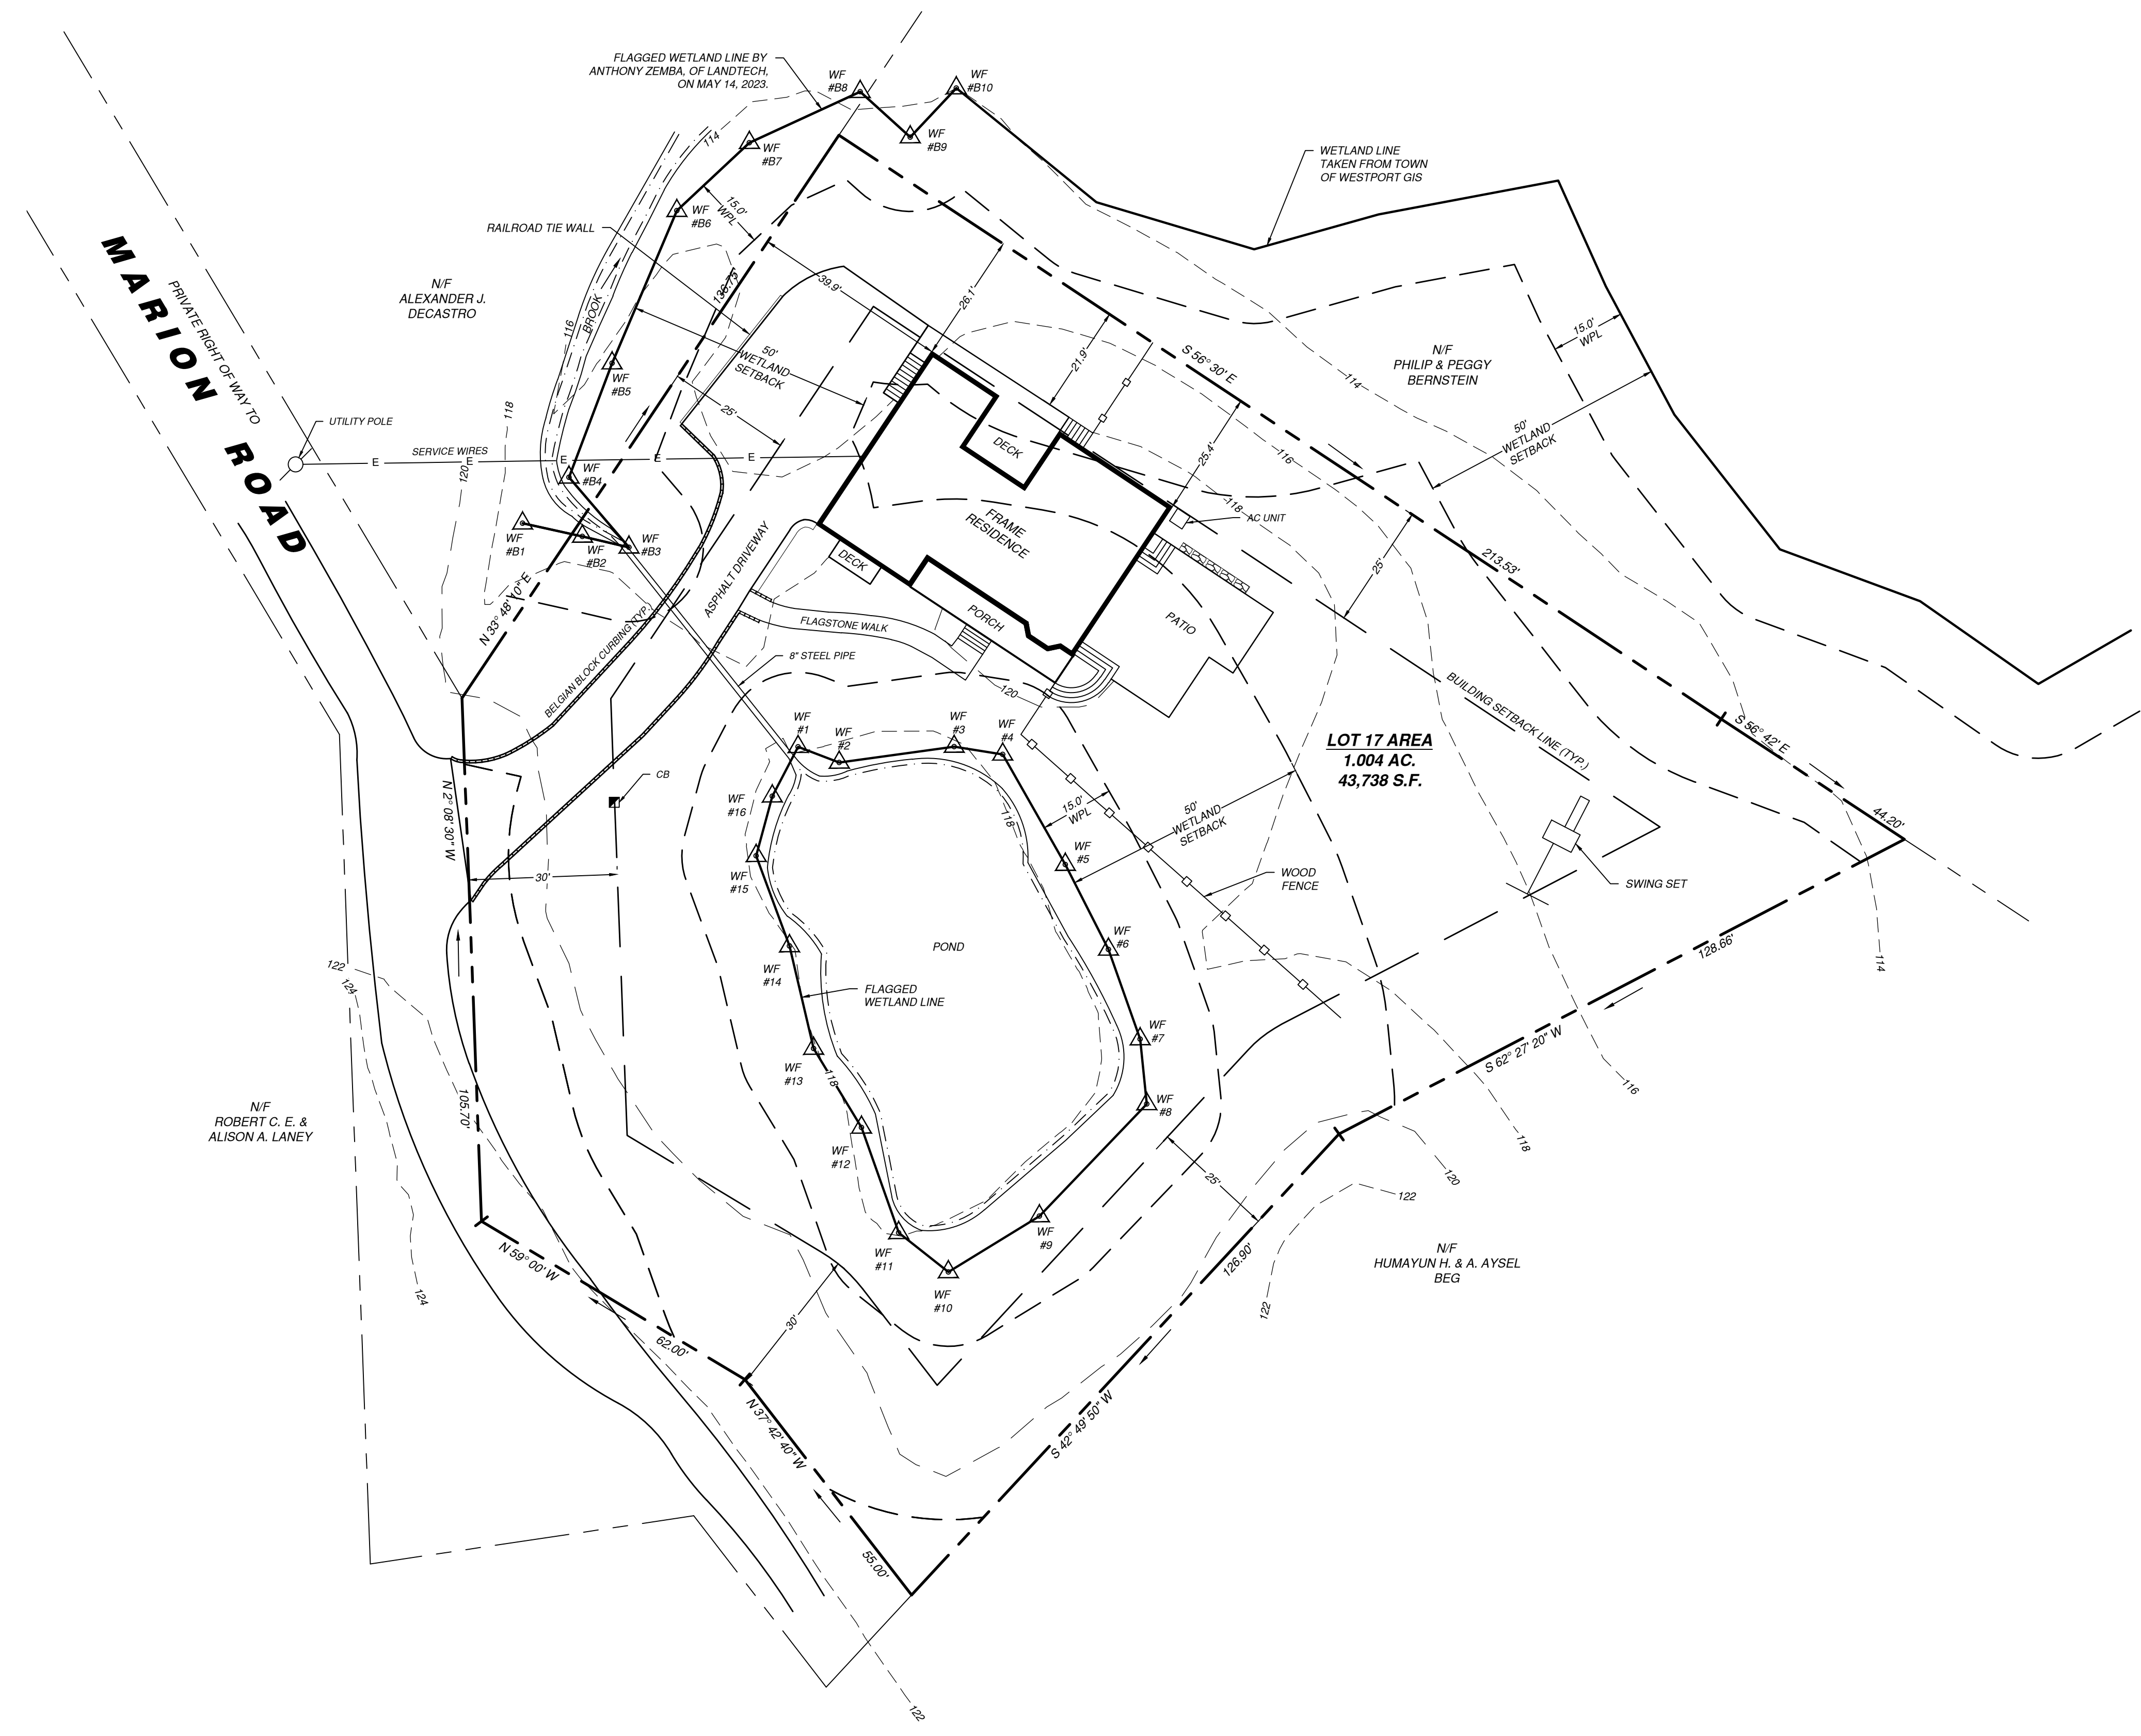 FLAGGED WETLAND LINE BY
ANTHONY ZEMBA, OF LANDTECH,
ON MAY 14, 2023.
WF
#B8
WF
#B10
WF
#B9
WF
#B7
114
WF
#B6
15.0'
WPL
WETLAND LINE
TAKEN FROM TOWN
OF WESTPORT GIS
RAILROAD TIE WALL
MARION ROAD
PRIVATE RIGHT OF WAY TO
N/F
ALEXANDER J.
DECASTRO
BROOK
116
136.75'
39.9'
26.1'
21.9'
S 56° 30' E
15.0'
WPL
N/F
PHILIP & PEGGY
BERNSTEIN
114
50'
WETLAND
SETBACK
WF
#B5
25'
118
UTILITY POLE
SERVICE WIRES
E
E
E
E
E
120
WF
#B4
DECK
25.4'
116
50'
WETLAND
SETBACK
118
AC UNIT
FRAME
RESIDENCE
WF
#B1
WF
#B2
WF
#B3
DECK
ASPHALT DRIVEWAY
N 33° 48' 10" E
213.53'
25'
BELGIAN BLOCK CURBING (TYP.)
FLAGSTONE WALK
PORCH
PATIO
8" STEEL PIPE
120
BUILDING SETBACK LINE (TYP.)
S 56° 42' E
44.20'
WF
#1
WF
#2
WF
#3
WF
#4
LOT 17 AREA
1.004 AC.
43,738 S.F.
CB
N 2° 08' 30" W
WF
#16
118
15.0'
WPL
50'
WETLAND
SETBACK
WF
#5
WF
#15
30'
WOOD
FENCE
SWING SET
POND
WF
#6
128.66'
114
122
124
WF
#14
FLAGGED
WETLAND LINE
WF
#7
S 62° 27' 20" W
WF
#13
118
116
105.70'
WF
#8
N/F
ROBERT C. E. &
ALISON A. LANEY
118
WF
#12
120
25'
122
WF
#9
WF
#11
126.90'
N/F
HUMAYUN H. & A. AYSEL
BEG
N 59° 00' W
124
WF
#10
122
30'
62.00'
N 37° 42' 40" W
S 42° 49' 50" W
55.00'
122